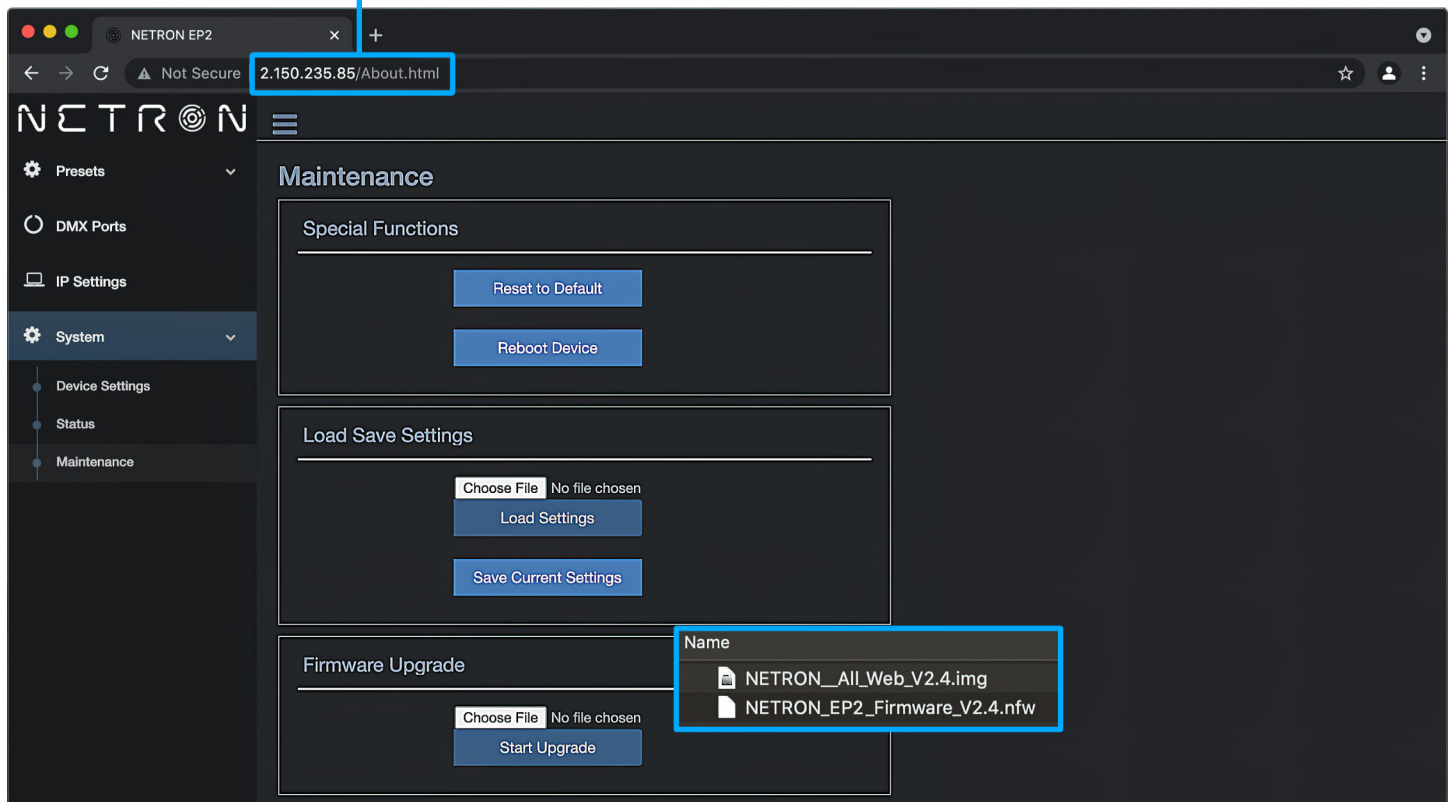 NETRON EP2
Not Secure 2.150.235.85/About.html
NETRON
Presets
DMX Ports
IP Settings
System
Device Settings
Status
Maintenance
Maintenance
Special Functions
Reset to Default
Reboot Device
Load Save Settings
Choose File No file chosen
Load Settings
Save Current Settings
Firmware Upgrade
Choose File No file chosen
Start Upgrade
Name
NETRON__All_Web_V2.4.img
NETRON_EP2_Firmware_V2.4.nfw